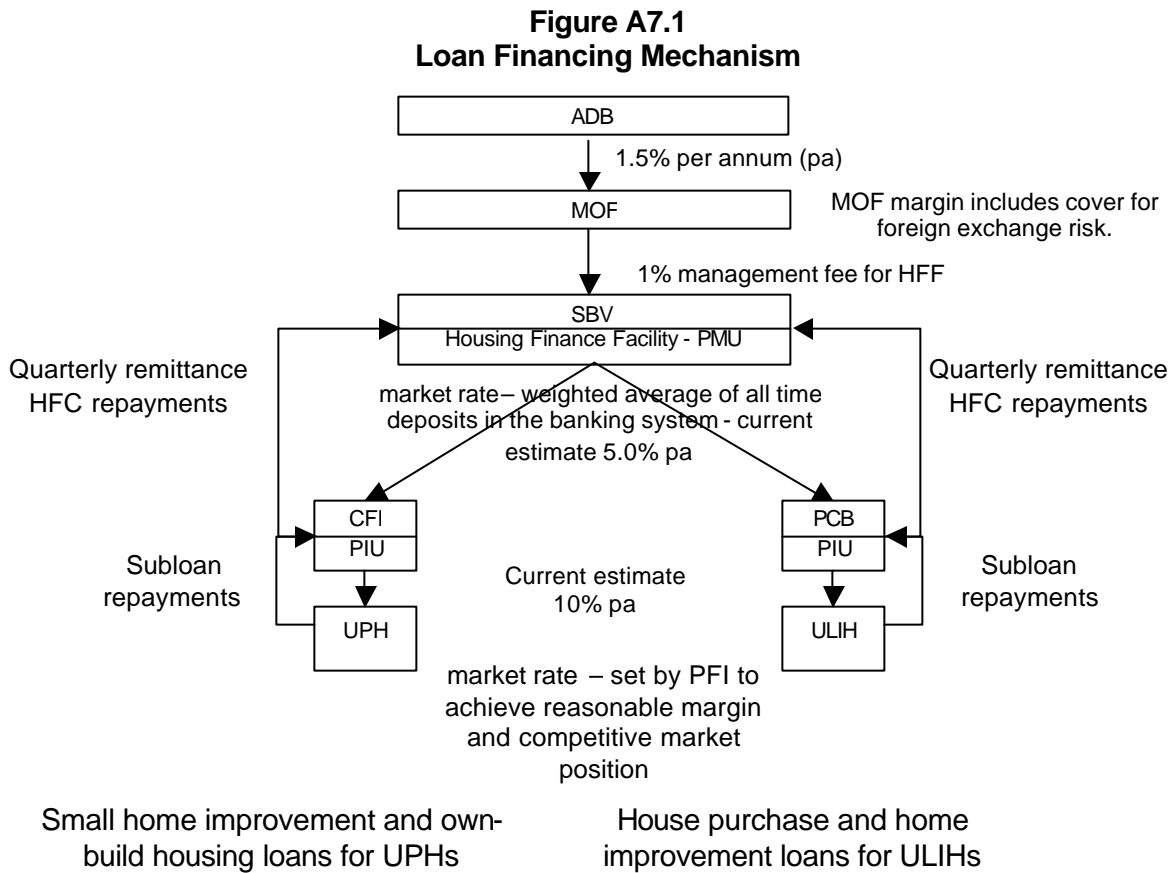 Figure A7.1
Loan Financing Mechanism
ADB
1.5% per annum (pa)
MOF
MOF margin includes cover for
foreign exchange risk.
1% management fee for HFF
SBV
Housing Finance Facility - PMU
Quarterly remittance
HFC repayments
market rate – weighted average of all time
deposits in the banking system - current
estimate 5.0% pa
Quarterly remittance
HFC repayments
CFI
PIU
PCB
PIU
Subloan
repayments
Current estimate
10% pa
Subloan
repayments
UPH
ULIH
market rate – set by PFI to
achieve reasonable margin
and competitive market
position
Small home improvement and own-
build housing loans for UPHs
House purchase and home
improvement loans for ULIHs